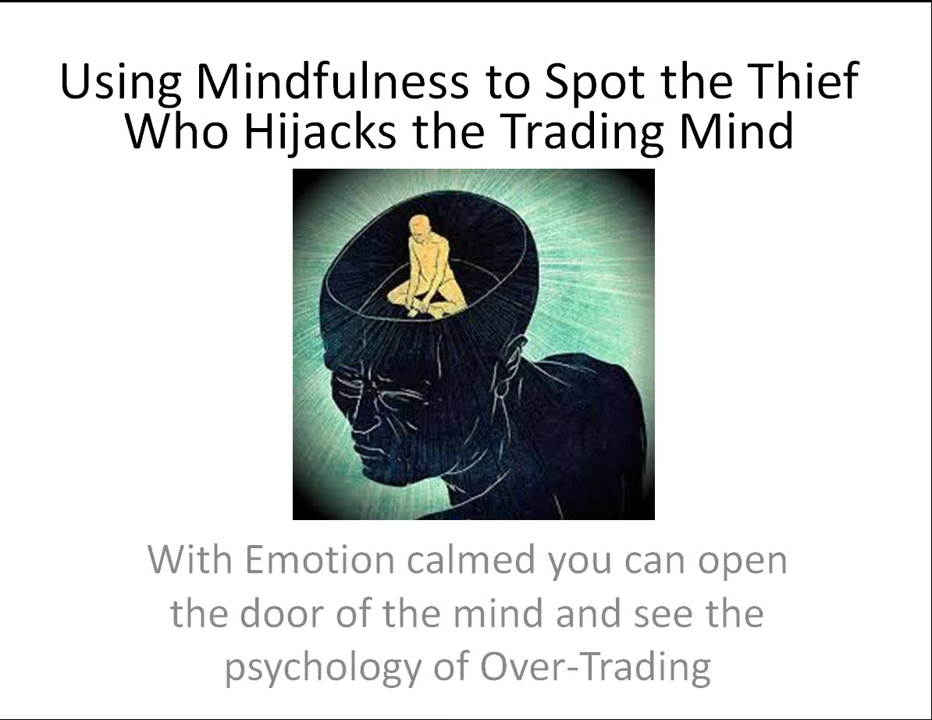 Using Mindfulness to Spot the Thief
Who Hijacks the Trading Mind
With Emotion calmed you can open
the door of the mind and see the
psychology of Over-Trading